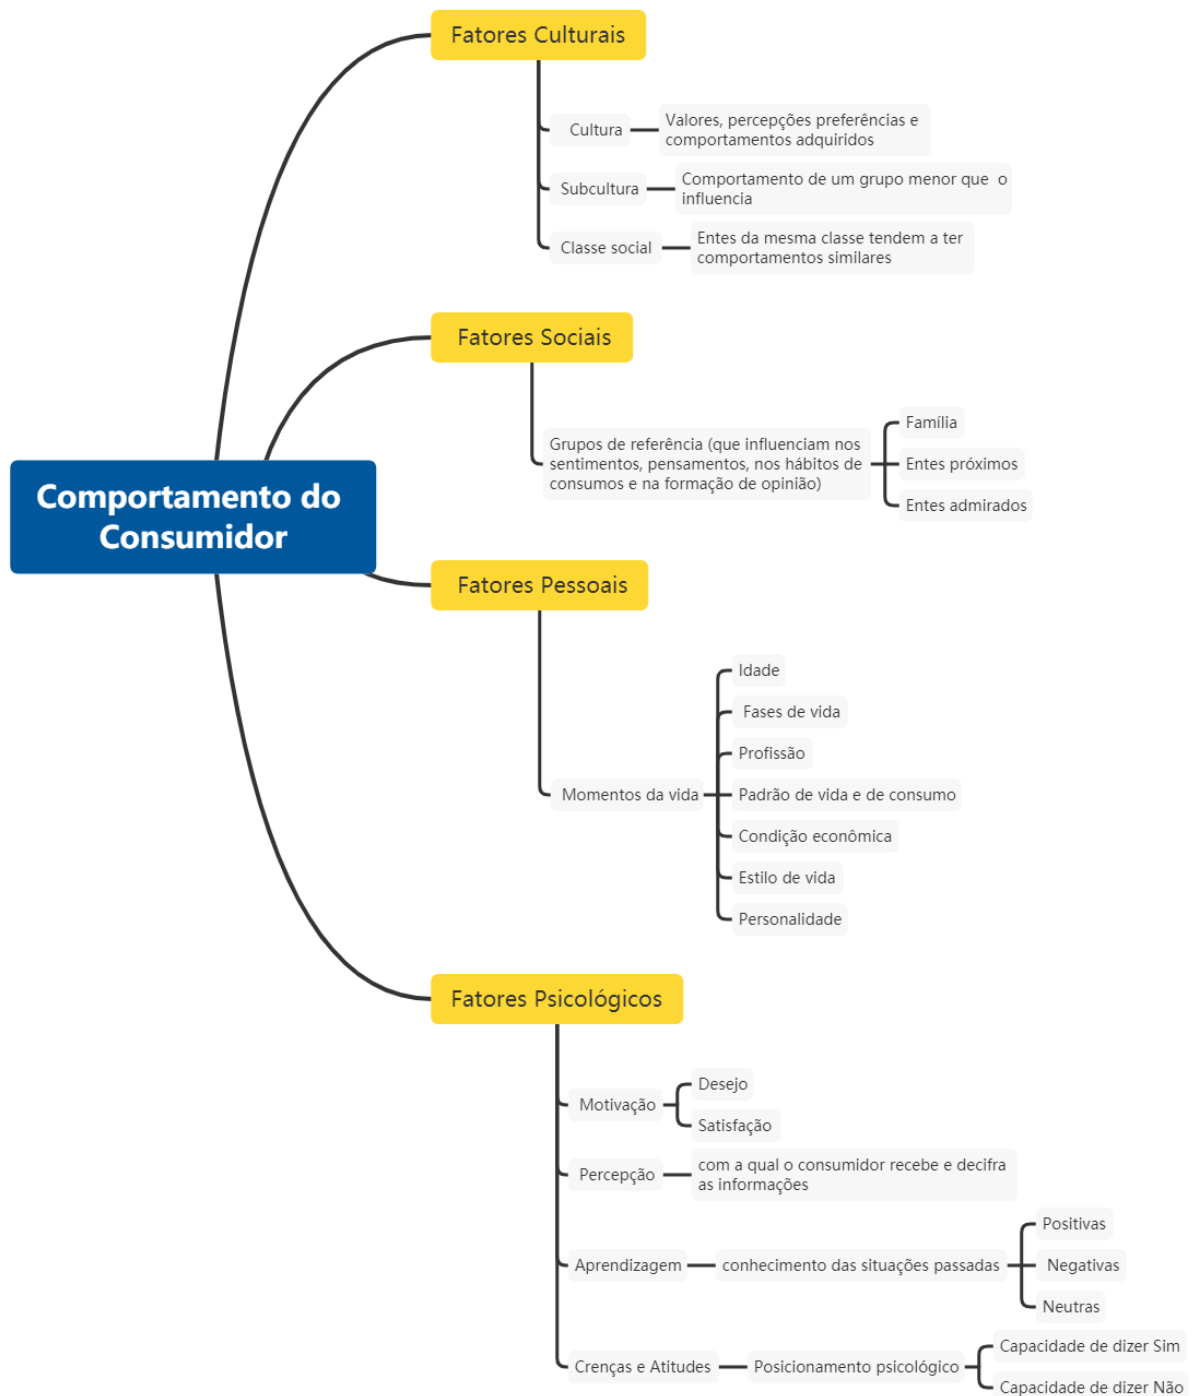 Fatores Culturais
Cultura
Valores, percepções preferências e
comportamentos adquiridos
Subcultura
Comportamento de um grupo menor que o
influencia
Classe social
Entes da mesma classe tendem a ter
comportamentos similares
Fatores Sociais
Grupos de referência (que influenciam nos
sentimentos, pensamentos, nos hábitos de
consumos e na formação de opinião)
Família
Entes próximos
Entes admirados
Comportamento do
Consumidor
Fatores Pessoais
Momentos da vida
Idade
Fases de vida
Profissão
Padrão de vida e de consumo
Condição econômica
Estilo de vida
Personalidade
Fatores Psicológicos
Motivação
Desejo
Satisfação
Percepção
com a qual o consumidor recebe e decifra
as informações
Aprendizagem
conhecimento das situações passadas
Positivas
Negativas
Neutras
Crenças e Atitudes
Posicionamento psicológico
Capacidade de dizer Sim
Capacidade de dizer Não